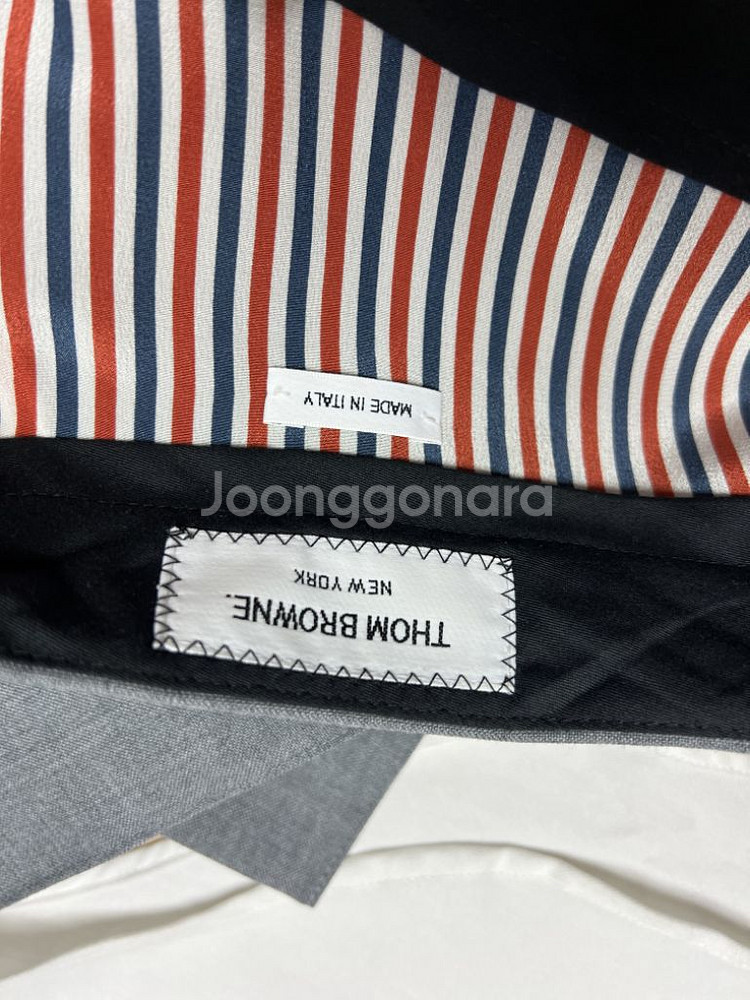 MADE IN ITALY
Joonggonara
THOM BROWNE.
NEW YORK